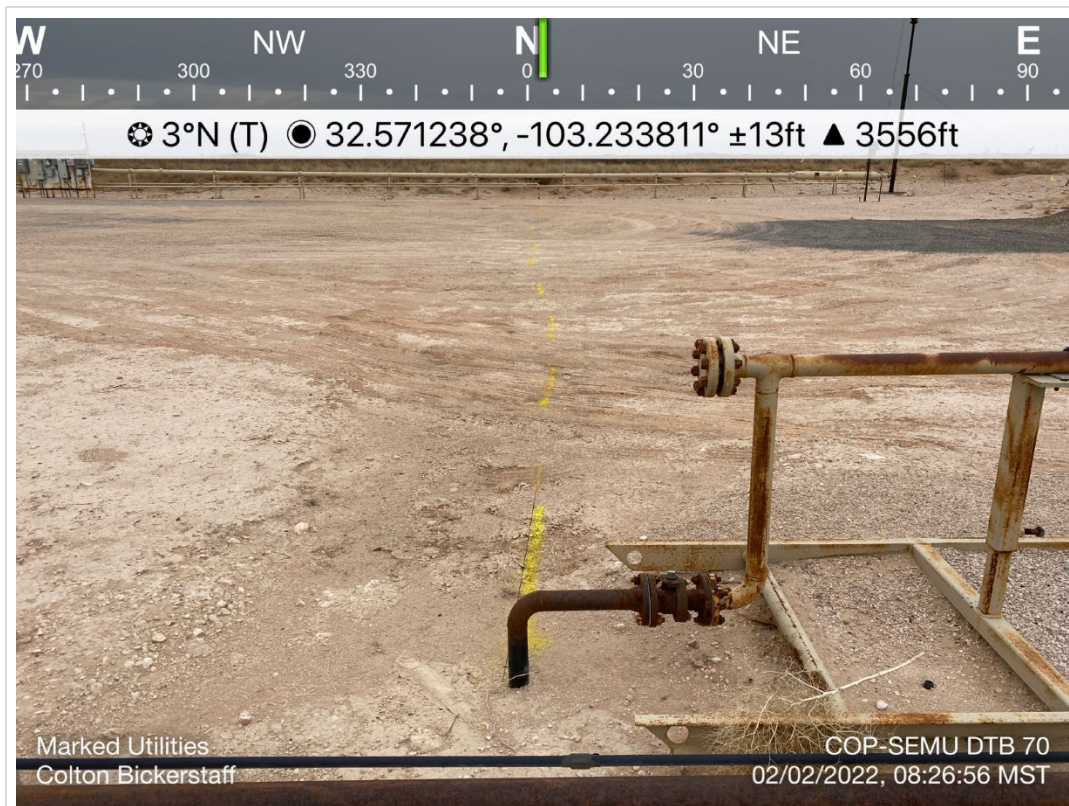 W NW N NE E
270 300 330 0 30 60 90
3°N (T) 32.571238°, -103.233811° ±13ft ▲ 3556ft
Marked Utilities
Colton Bickerstaff
COP-SEMU DTB 70
02/02/2022, 08:26:56 MST